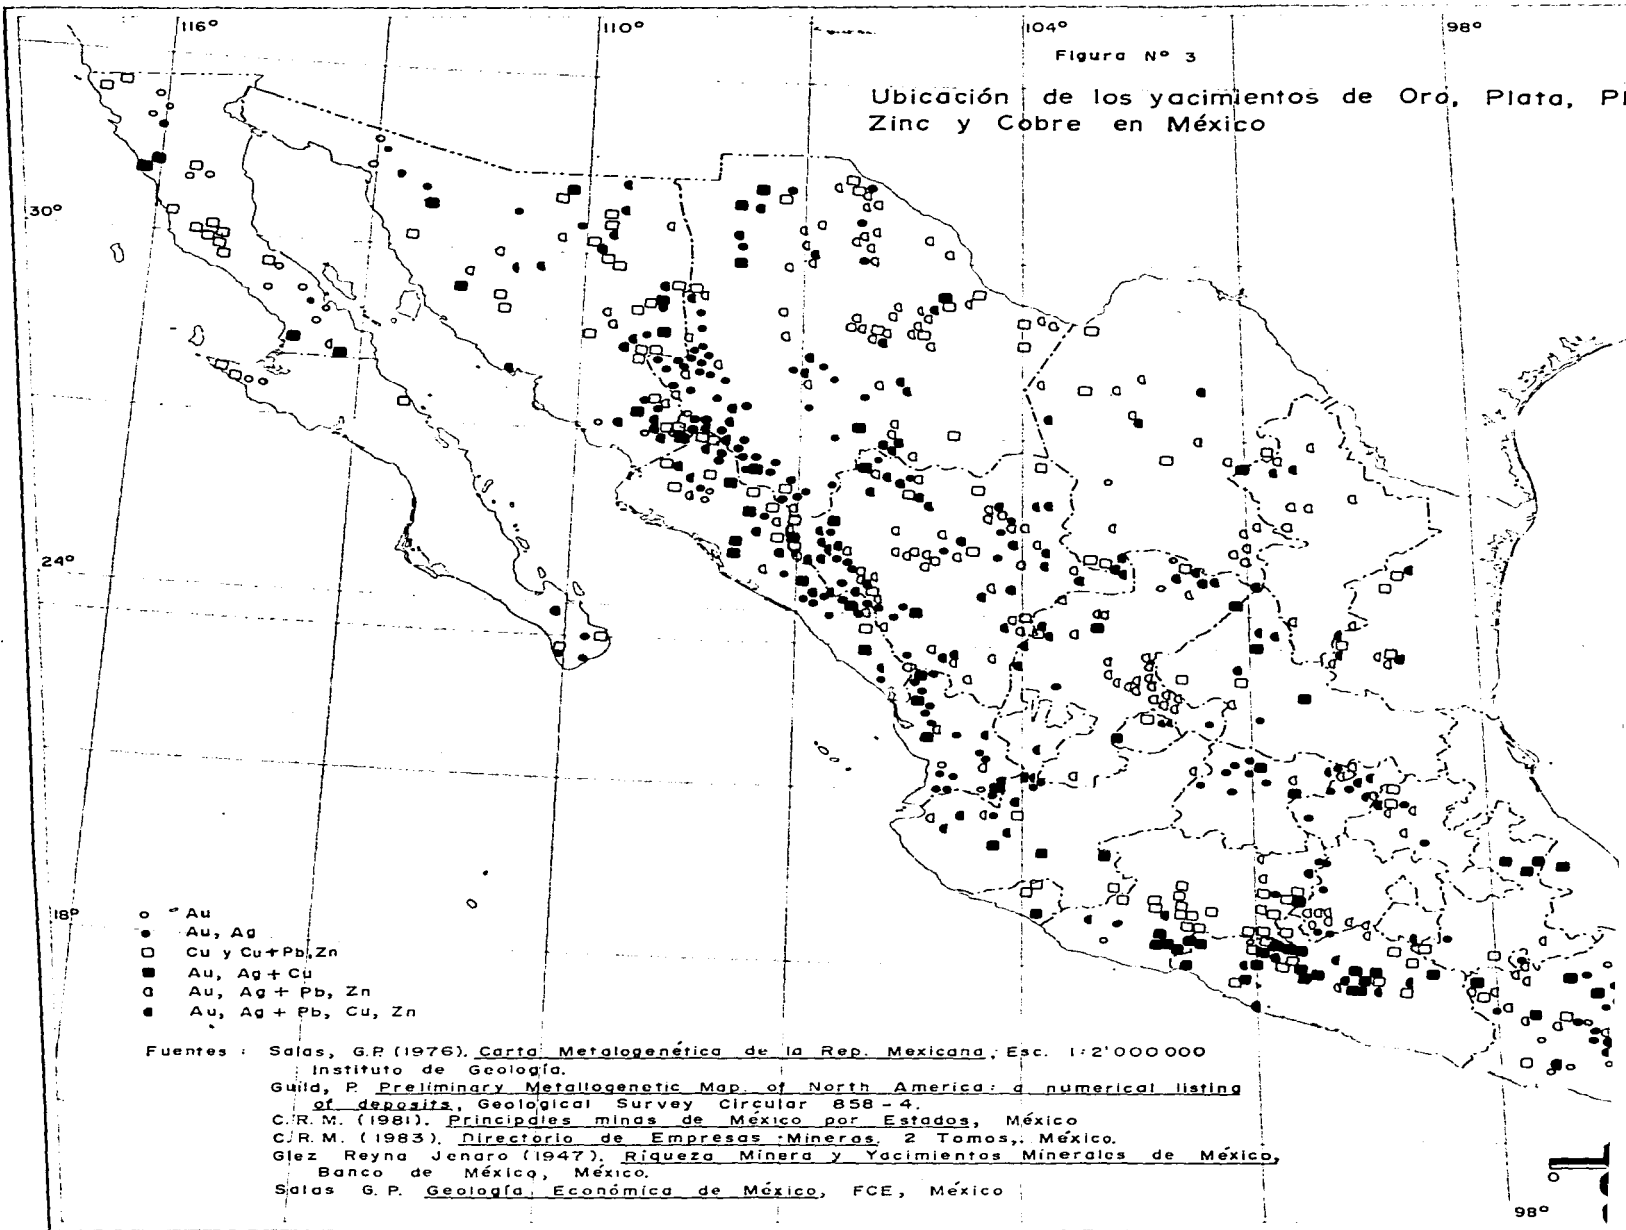 116°
110°
104°
98°
Figura Nº 3
Ubicación de los yacimientos de Oro, Plata, Pl
Zinc y Cobre en México
30°
24°
18°
Au
Au, Ag
Cu y Cu+Pb,Zn
Au, Ag + Cu
Au, Ag + Pb, Zn
Au, Ag + Pb, Cu, Zn
Fuentes : Salas, G.P. (1976). Carta Metalogenética de la Rep. Mexicana, Esc. 1:2'000000
Instituto de Geología.
Guild, P. Preliminary Metallogenetic Map. of North America: a numerical listing
of deposits, Geological Survey Circular 858-4.
C.R.M. (1981). Principales minas de México por Estados, México
C.R.M. (1983). Directorio de Empresas Mineras. 2 Tomos, México.
Glez Reyna Jenaro (1947). Riqueza Minera y Yacimientos Minerales de México,
Banco de México, México.
Salas G.P. Geología Económica de México, FCE, México
0
98°